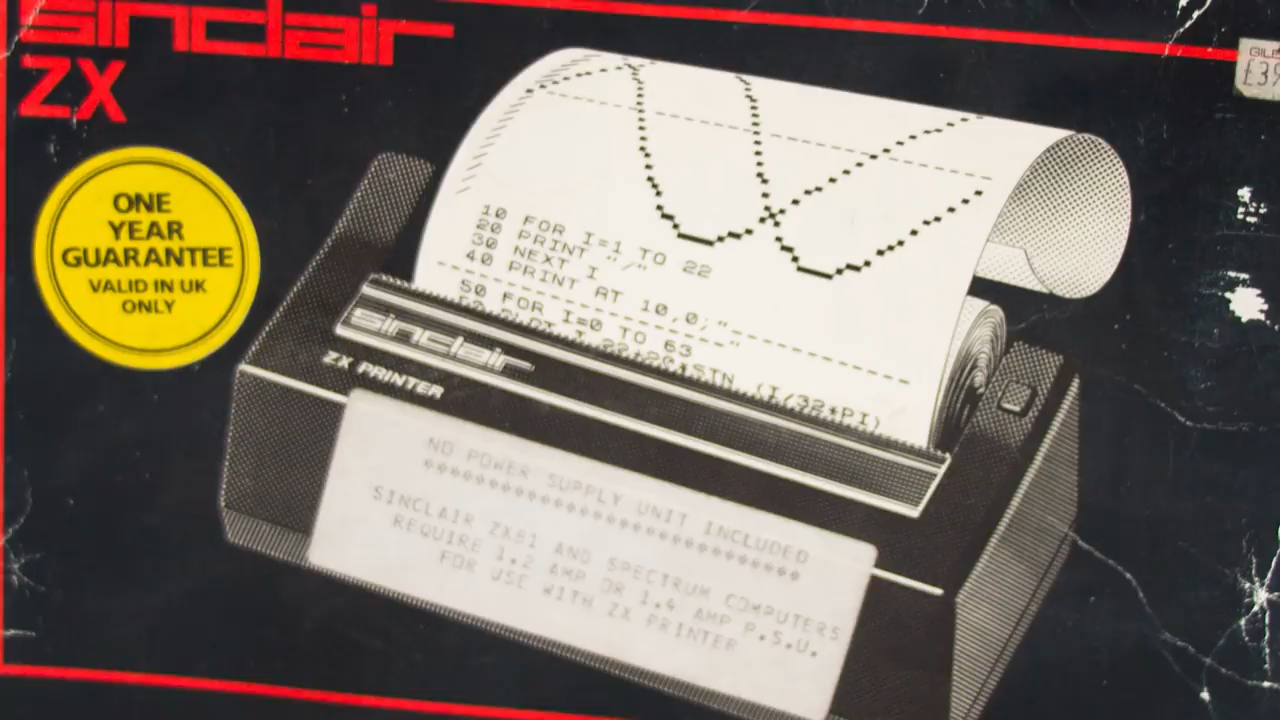 sinclair
ZX
GILE
£39
ONE
YEAR
GUARANTEE
VALID IN UK
ONLY
10 FOR I=1 TO 22
20 PRINT "/"
30 NEXT I
40 PRINT AT 10,0;"----------------"
50 FOR I=0 TO 63
sinclair
ZX PRINTER
NO POWER SUPPLY UNIT INCLUDED
************************************
SINCLAIR ZX81 AND SPECTRUM COMPUTERS
REQUIRE 1.2 AMP OR 1.4 AMP P.S.U.
FOR USE WITH ZX PRINTER